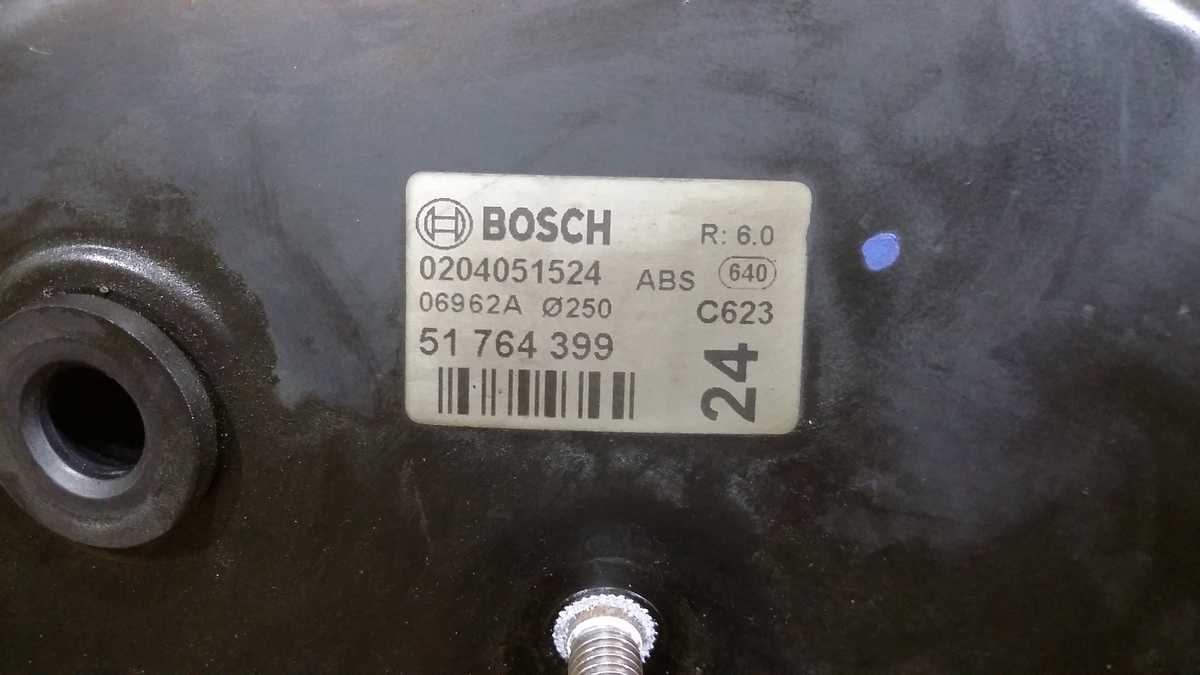 BOSCH R: 6.0
0204051524 ABS 640
06962A Ø250 C623
51 764 399
24